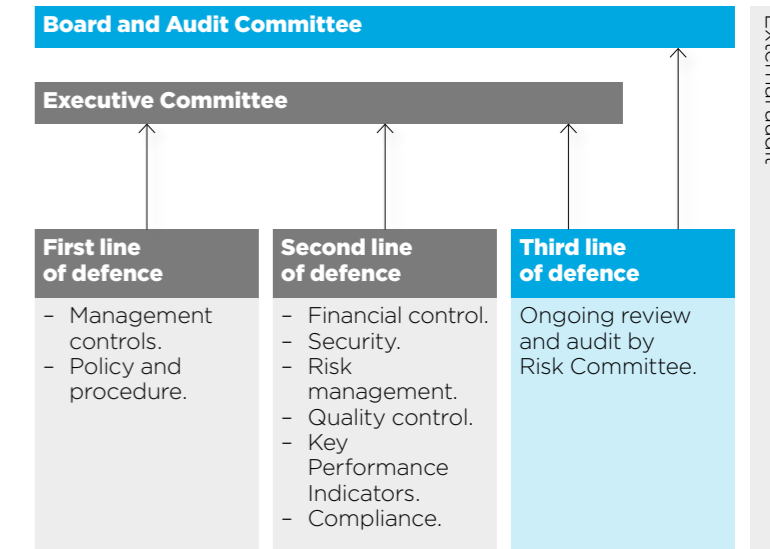 Board and Audit Committee
Executive Committee
First line
of defence
– Management
controls.
– Policy and
procedure.
Second line
of defence
– Financial control.
– Security.
– Risk
management.
– Quality control.
– Key
Performance
Indicators.
– Compliance.
Third line
of defence
Ongoing review
and audit by
Risk Committee.
External audit